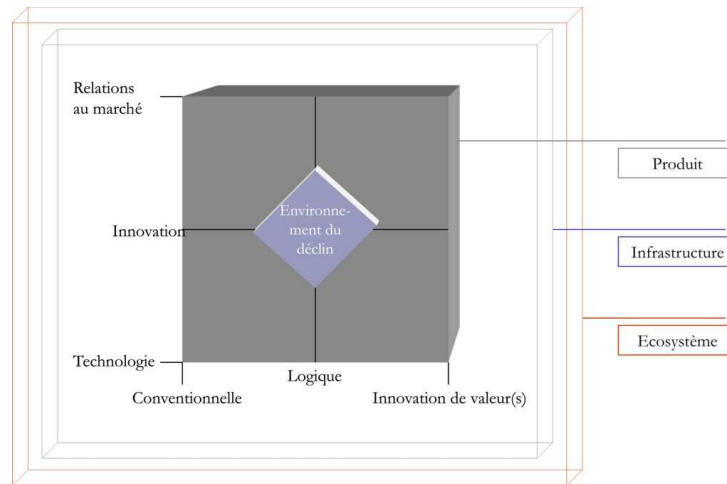 Relations
au marché
Produit
Environne-
ment du
déclin
Innovation
Infrastructure
Ecosystème
Technologie
Logique
Conventionnelle
Innovation de valeur(s)